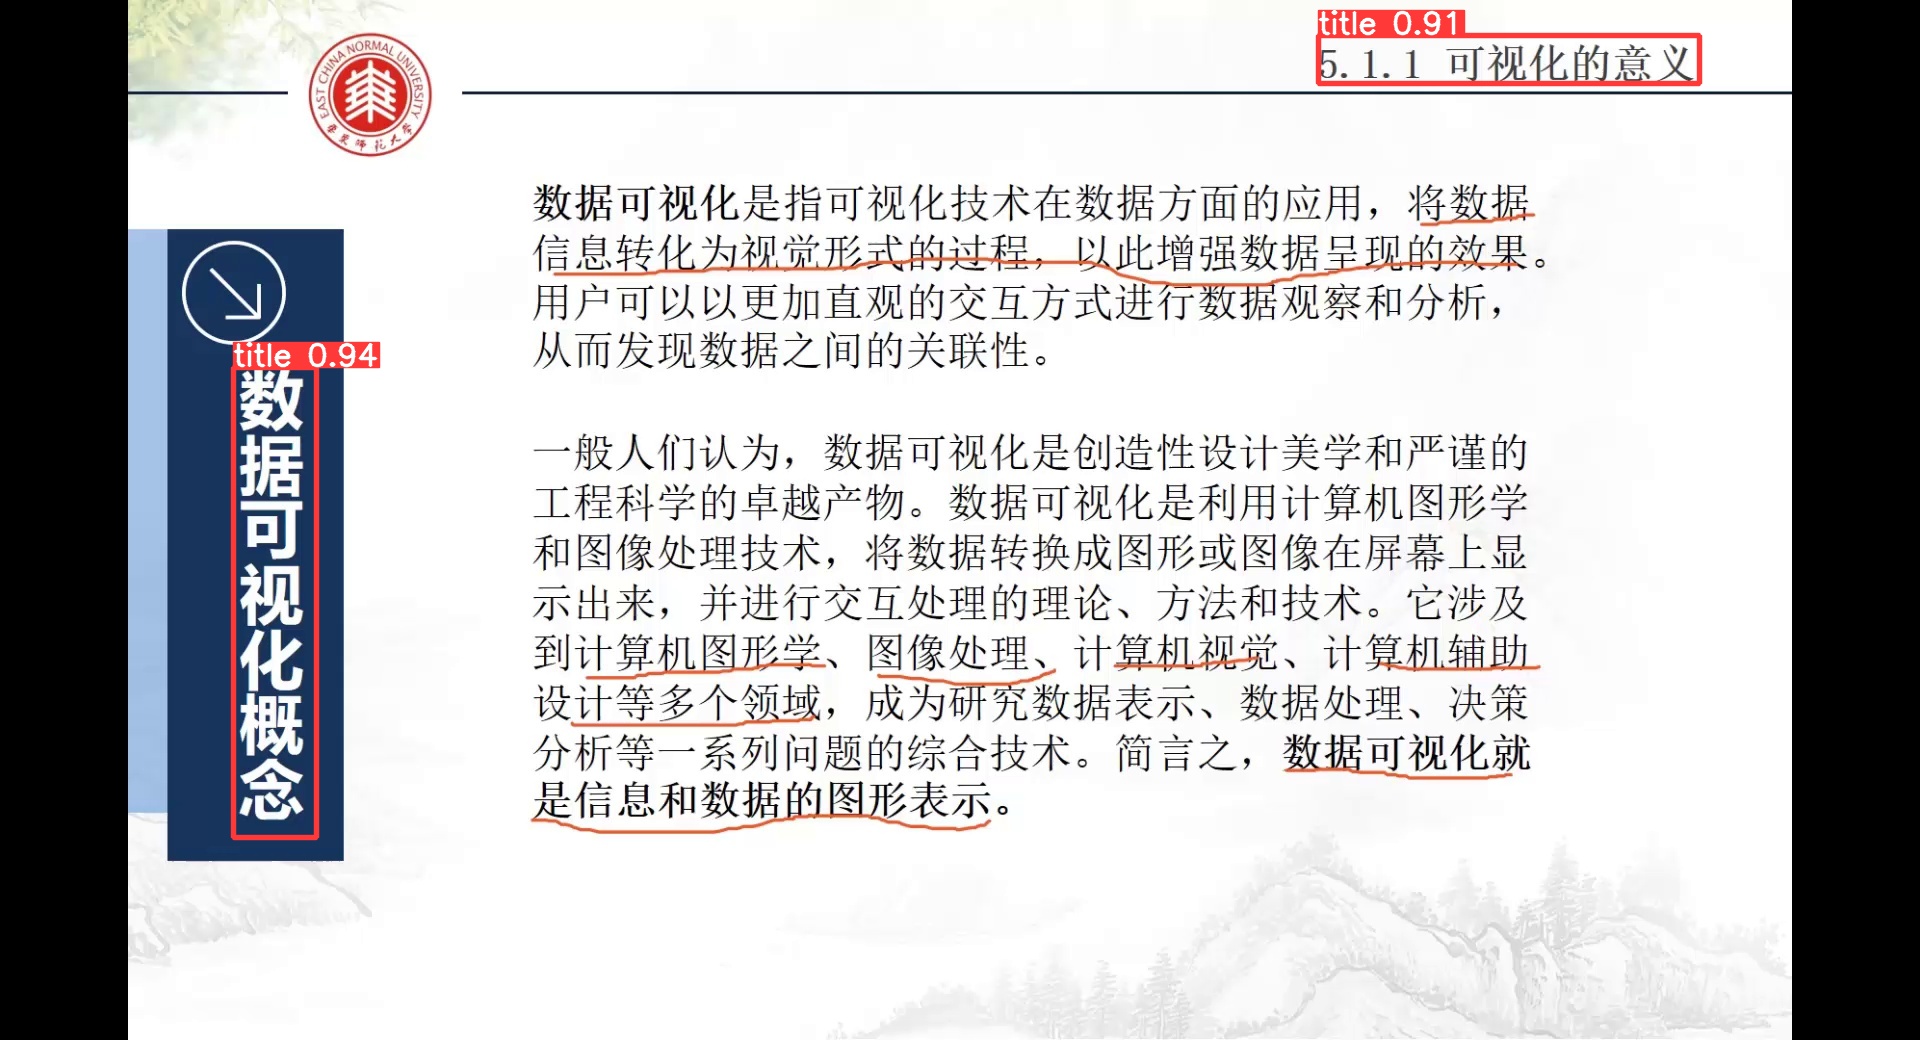 title 0.91
5.1.1 可视化的意义
EAST CHINA NORMAL UNIVERSITY
华东师范大学
title 0.94
数据可视化概念
数据可视化是指可视化技术在数据方面的应用，将数据
信息转化为视觉形式的过程，以此增强数据呈现的效果。
用户可以以更加直观的交互方式进行数据观察和分析，
从而发现数据之间的关联性。
一般人们认为，数据可视化是创造性设计美学和严谨的
工程科学的卓越产物。数据可视化是利用计算机图形学
和图像处理技术，将数据转换成图形或图像在屏幕上显
示出来，并进行交互处理的理论、方法和技术。它涉及
到计算机图形学、图像处理、计算机视觉、计算机辅助
设计等多个领域，成为研究数据表示、数据处理、决策
分析等一系列问题的综合技术。简言之，数据可视化就
是信息和数据的图形表示。